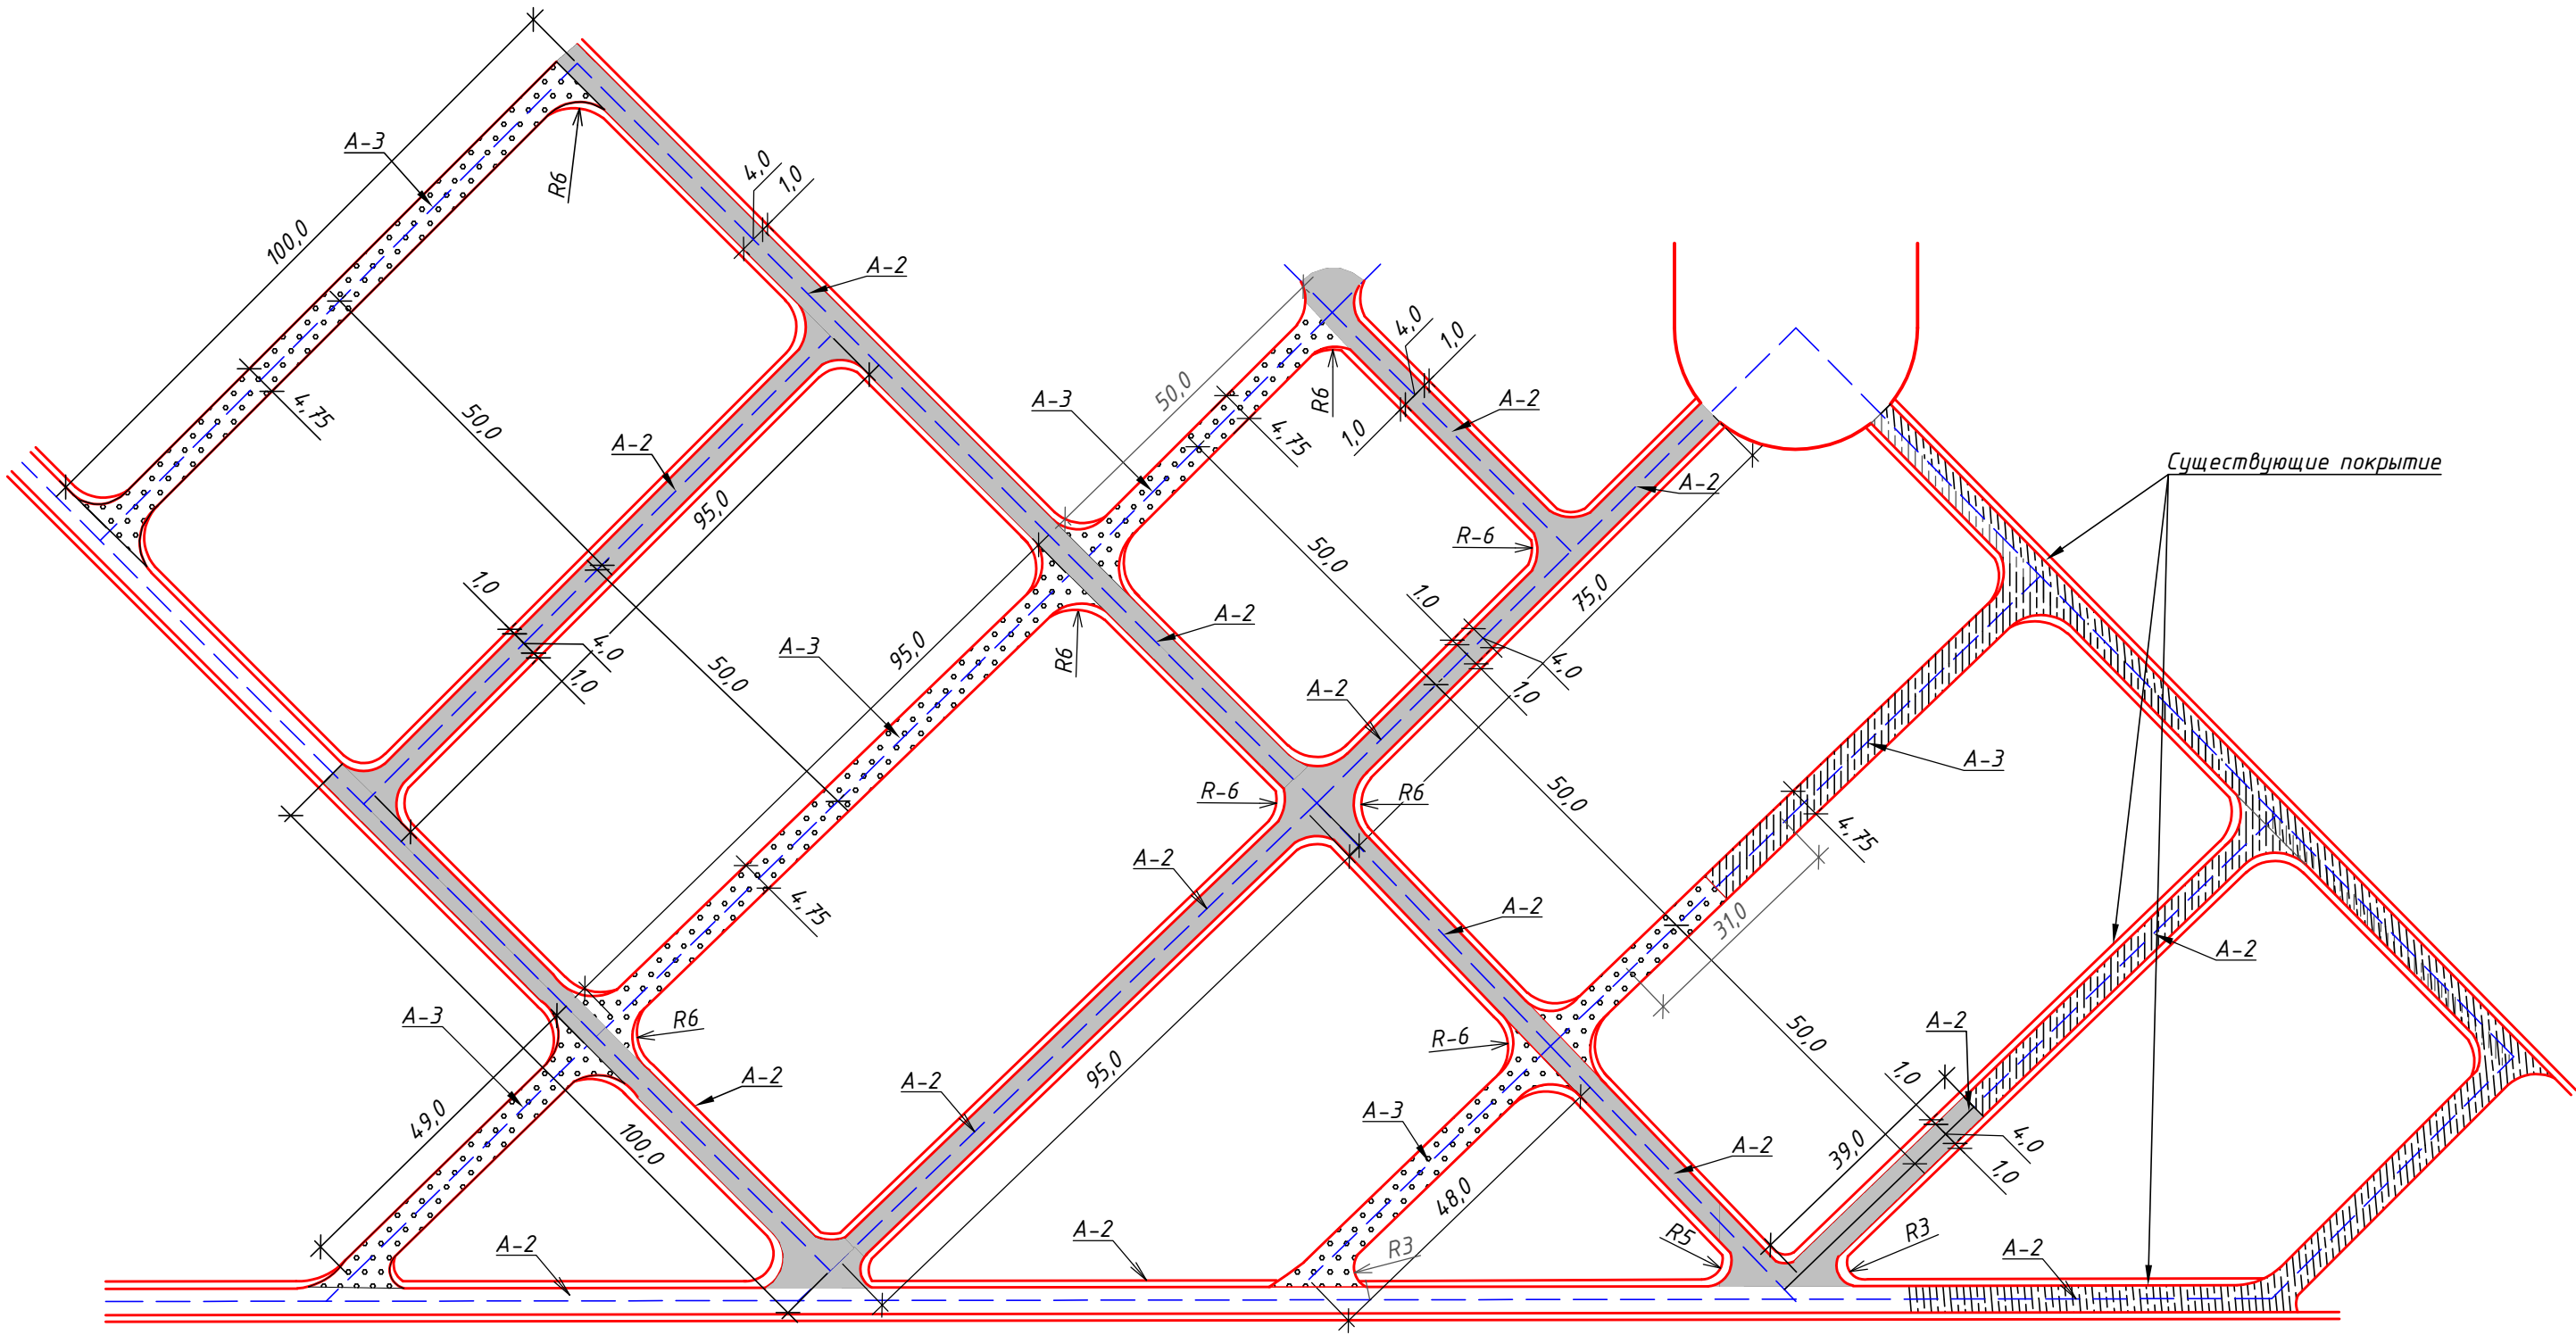 А-3
R6
100,0
4,0
1,0
А-2
4,75
50,0
А-2
95,0
50,0
А-3
R6
4,0
1,0
1,0
А-2
4,75
А-2
R-6
50,0
75,0
Существующие покрытие
1,0
4,0
1,0
50,0
А-3
95,0
R6
А-2
1.0
4,0
1,0
А-2
R-6
R6
50,0
А-3
4,75
4,75
А-2
А-2
31,0
А-2
А-3
R6
R-6
50,0
А-2
1,0
49,0
100,0
А-2
А-2
95,0
А-3
48,0
А-2
39,0
4,0
1,0
А-2
А-2
R3
R5
R3
А-2